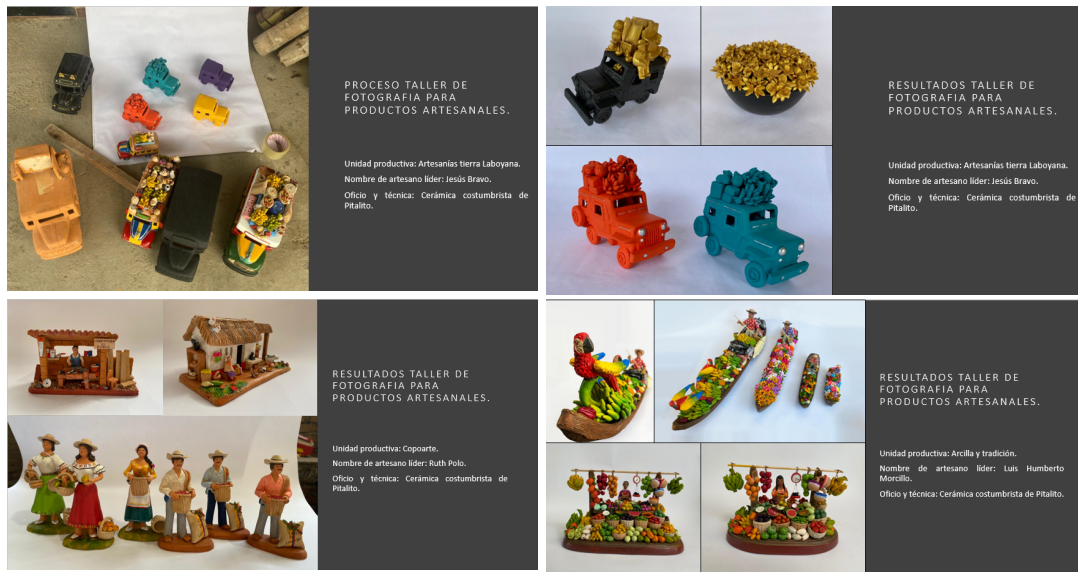 PROCESO TALLER DE
FOTOGRAFIA PARA
PRODUCTOS ARTESANALES.
Unidad productiva: Artesanías tierra Laboyana.
Nombre de artesano líder: Jesús Bravo.
Oficio y técnica: Cerámica costumbrista de
Pitalito.
RESULTADOS TALLER DE
FOTOGRAFIA PARA
PRODUCTOS ARTESANALES.
Unidad productiva: Artesanías tierra Laboyana.
Nombre de artesano líder: Jesús Bravo.
Oficio y técnica: Cerámica costumbrista de
Pitalito.
RESULTADOS TALLER DE
FOTOGRAFIA PARA
PRODUCTOS ARTESANALES.
Unidad productiva: Copoarte.
Nombre de artesano líder: Ruth Polo.
Oficio y técnica: Cerámica costumbrista de
Pitalito.
RESULTADOS TALLER DE
FOTOGRAFIA PARA
PRODUCTOS ARTESANALES.
Unidad productiva: Arcilla y tradición.
Nombre de artesano líder: Luis Humberto
Morcillo.
Oficio y técnica: Cerámica costumbrista de Pitalito.